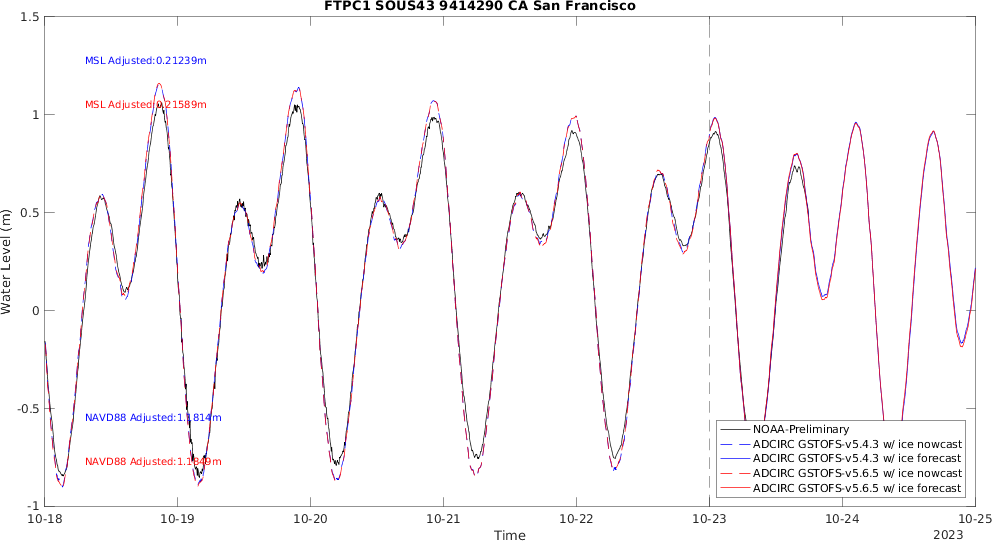 FTPC1 SOUS43 9414290 CA San Francisco
1.5
MSL Adjusted:0.21239m
MSL Adjusted:0.21589m
1
0.5
Water Level (m)
0
-0.5
NAVD88 Adjusted:1.1814m
NAVD88 Adjusted:1.1849m
NOAA-Preliminary
ADCIRC GSTOFS-v5.4.3 w/ ice nowcast
ADCIRC GSTOFS-v5.4.3 w/ ice forecast
ADCIRC GSTOFS-v5.6.5 w/ ice nowcast
ADCIRC GSTOFS-v5.6.5 w/ ice forecast
-1
10-18 10-19 10-20 10-21 10-22 10-23 10-24 10-25
Time
2023